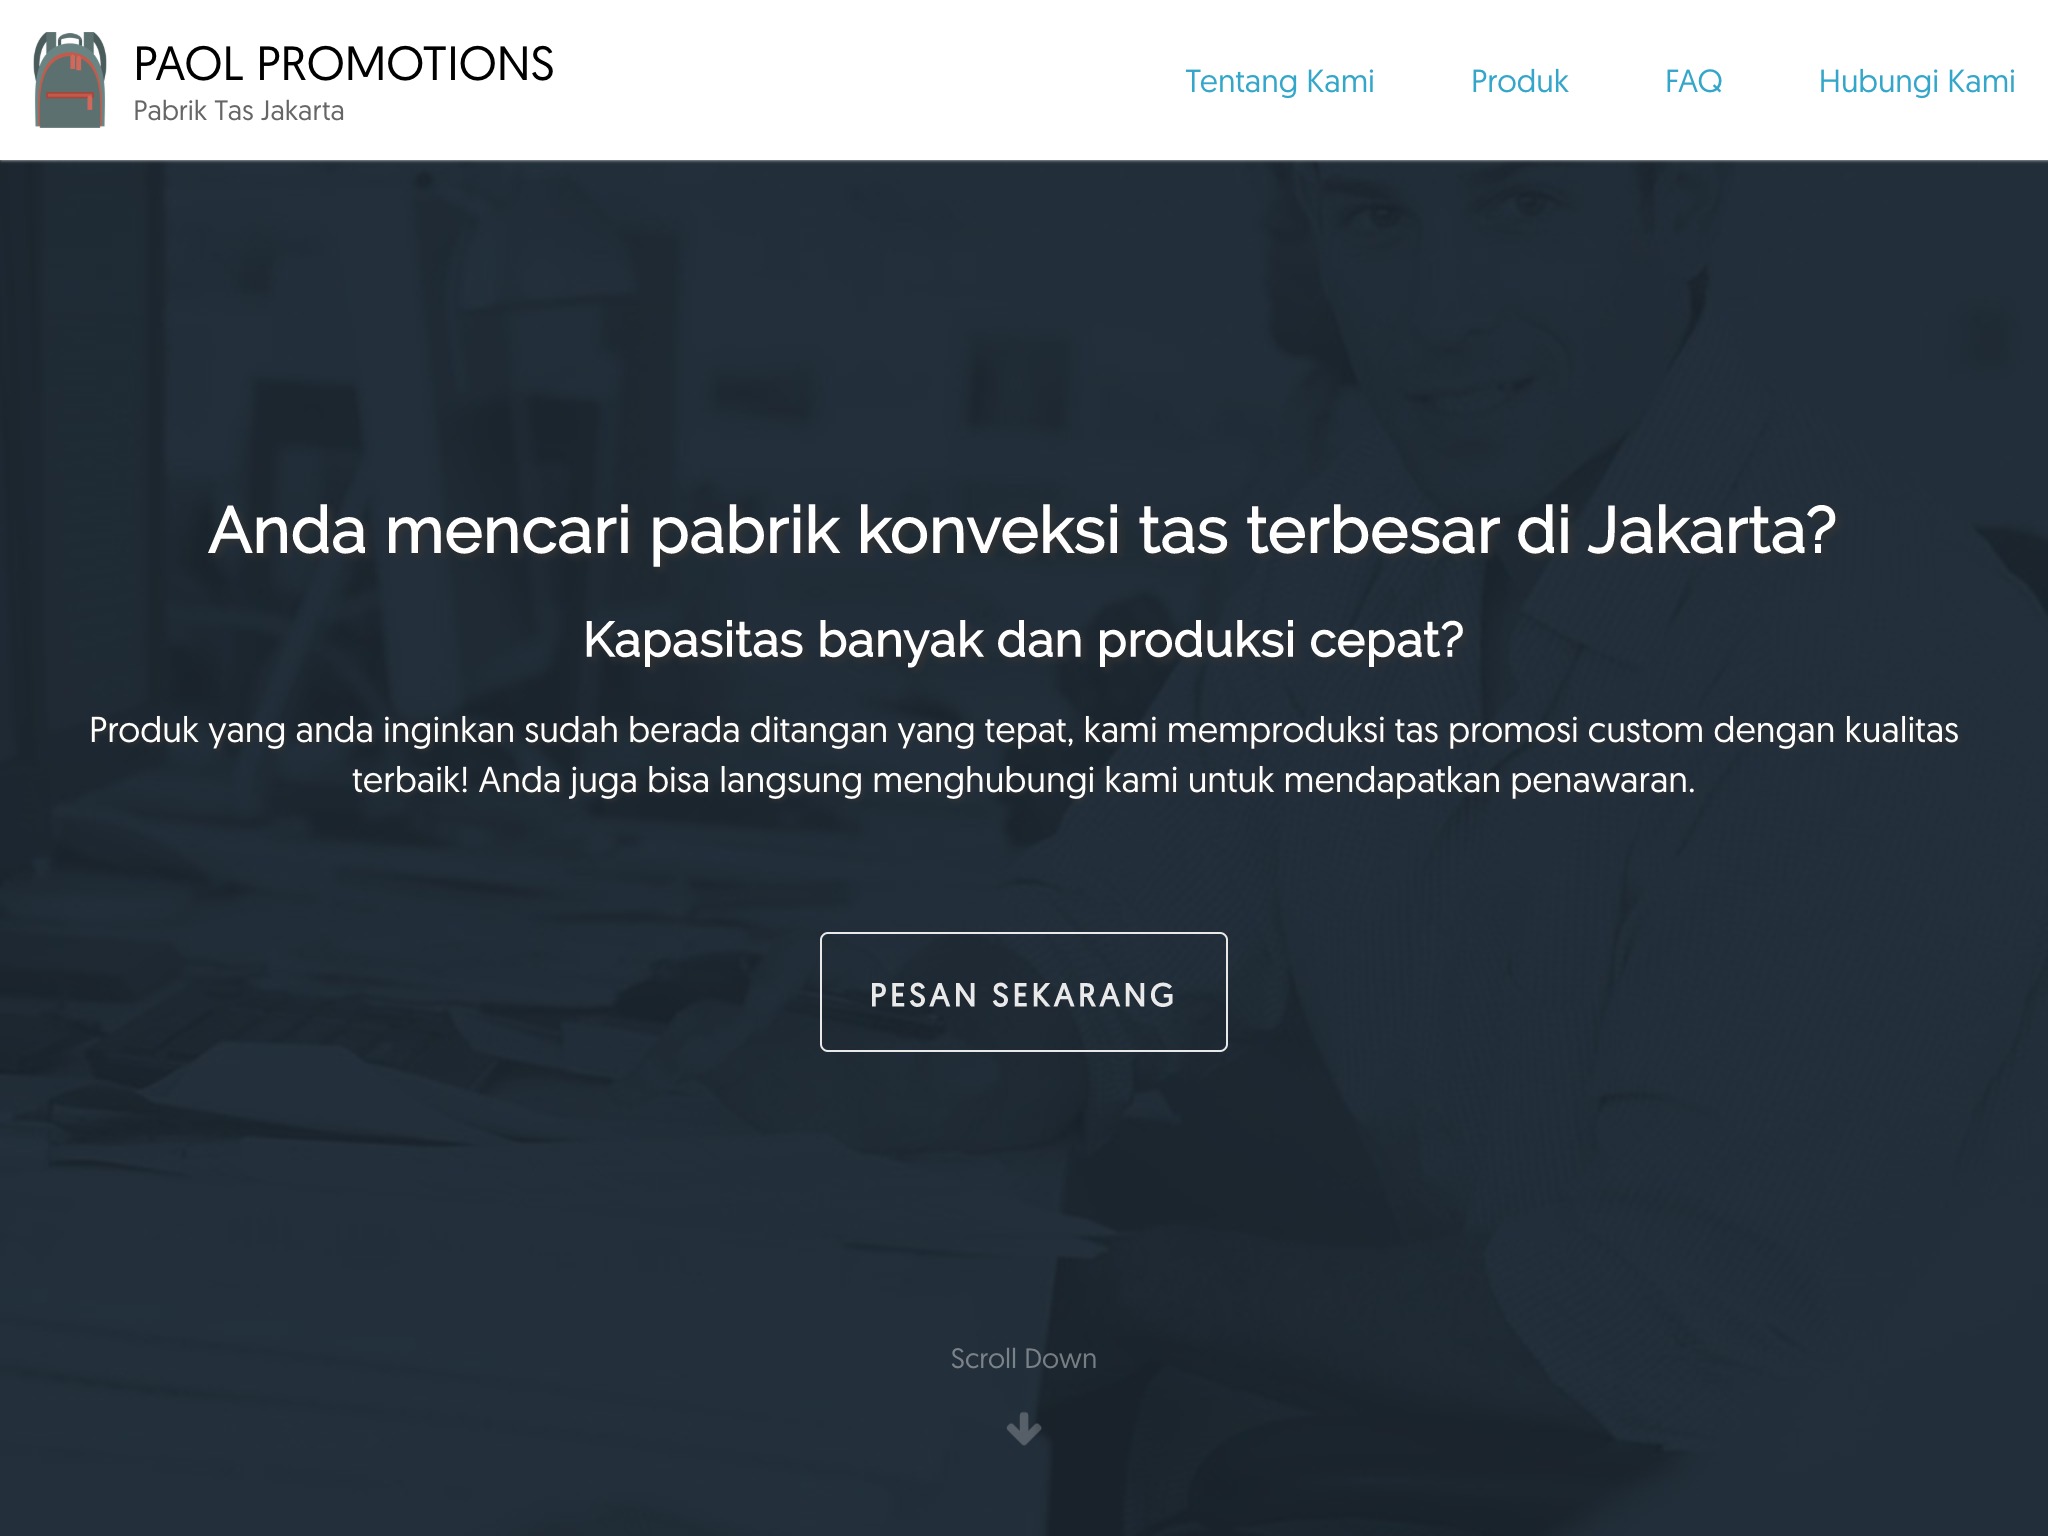 PAOL PROMOTIONS
Pabrik Tas Jakarta
Tentang Kami
Produk
FAQ
Hubungi Kami
Anda mencari pabrik konveksi tas terbesar di Jakarta?
Kapasitas banyak dan produksi cepat?
Produk yang anda inginkan sudah berada ditangan yang tepat, kami memproduksi tas promosi custom dengan kualitas
terbaik! Anda juga bisa langsung menghubungi kami untuk mendapatkan penawaran.
PESAN SEKARANG
Scroll Down